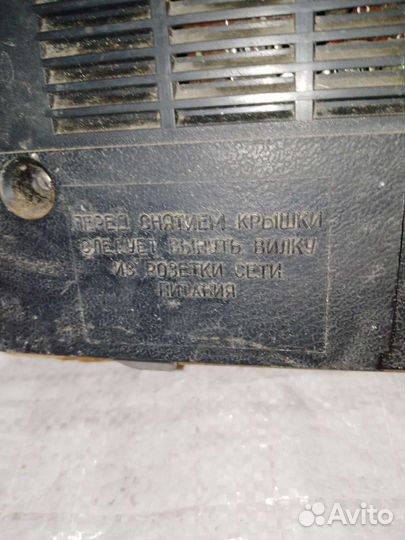 ПЕРЕД СНЯТИЕМ КРЫШКИ
СЛЕДУЕТ ВЫНУТЬ ВИЛКУ
ИЗ РОЗЕТКИ СЕТИ
ПИТАНИЯ
Avito